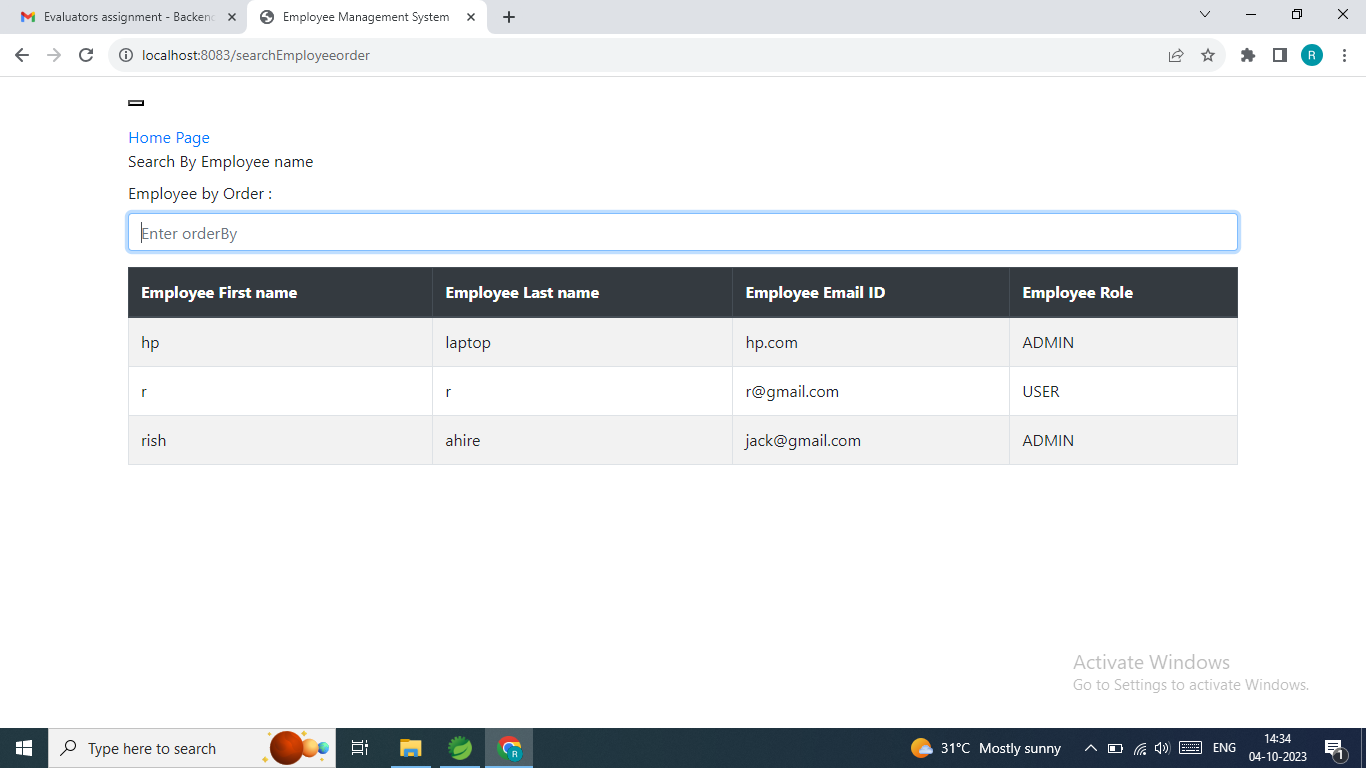 Evaluators assignment - Backen
Employee Management System
localhost:8083/searchEmployeeorder
R
Home Page
Search By Employee name
Employee by Order :
Enter orderBy
Employee First name Employee Last name Employee Email ID Employee Role
hp laptop hp.com ADMIN
r r r@gmail.com USER
rish ahire jack@gmail.com ADMIN
Activate Windows
Go to Settings to activate Windows.
Type here to search
R
31°C Mostly sunny
ENG
14:34
04-10-2023
1